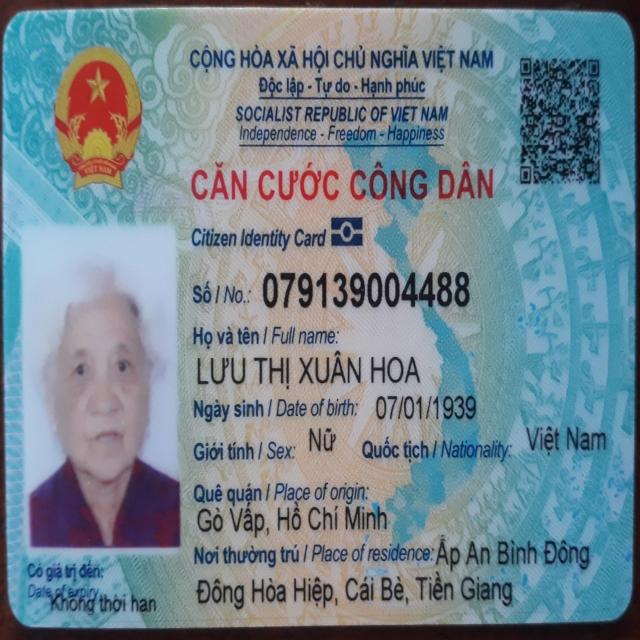 CỘNG HÒA XÃ HỘI CHỦ NGHĨA VIỆT NAM
Độc lập - Tự do - Hạnh phúc
SOCIALIST REPUBLIC OF VIET NAM
Independence - Freedom - Happiness
VIỆT NAM
CĂN CƯỚC CÔNG DÂN
Citizen Identity Card
Số / No.: 079139004488
Họ và tên / Full name:
LƯU THỊ XUÂN HOA
Ngày sinh / Date of birth: 07/01/1939
Giới tính / Sex: Nữ Quốc tịch / Nationality: Việt Nam
Quê quán / Place of origin:
Gò Vấp, Hồ Chí Minh
Nơi thường trú / Place of residence: Ấp An Bình Đông
Đông Hòa Hiệp, Cái Bè, Tiền Giang
Có giá trị đến:
Date of expiry
Không thời hạn